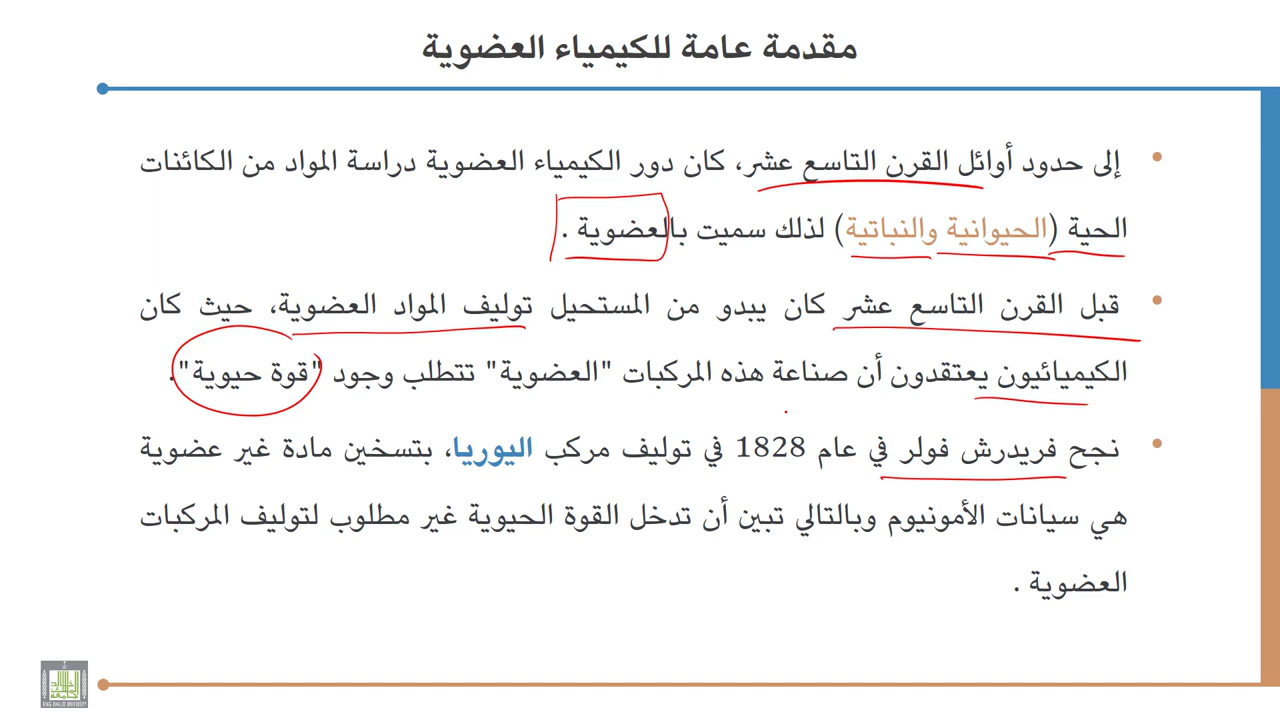 مقدمة عامة للكيمياء العضوية
إلى حدود أوائل القرن التاسع عشر، كان دور الكيمياء العضوية دراسة المواد من الكائنات
الحية (الحيوانية والنباتية) لذلك سميت بالعضوية .
قبل القرن التاسع عشر كان يبدو من المستحيل توليف المواد العضوية، حيث كان
الكيميائيون يعتقدون أن صناعة هذه المركبات "العضوية" تتطلب وجود "قوة حيوية".
نجح فريدرش فولر في عام 1828 في توليف مركب اليوريا، بتسخين مادة غير عضوية
هي سيانات الأمونيوم وبالتالي تبين أن تدخل القوة الحيوية غير مطلوب لتوليف المركبات
العضوية .
KING KHALID UNIVERSITY